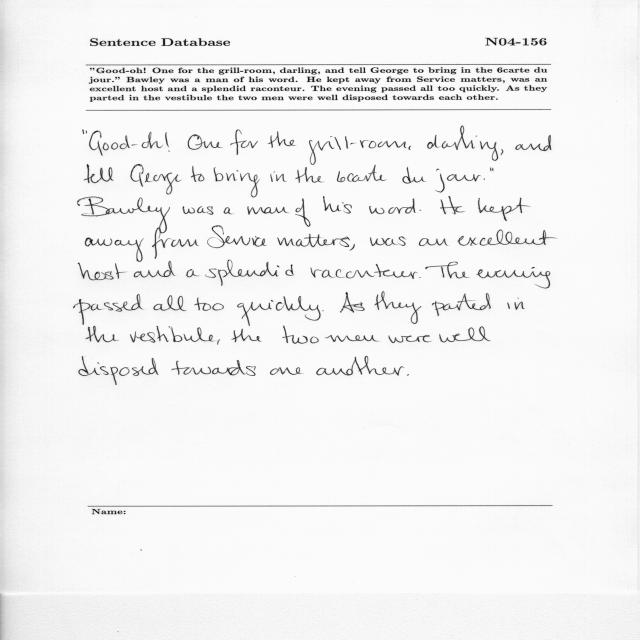 Sentence Database N04-156
"Good-oh! One for the grill-room, darling, and tell George to bring in the 6carte du
jour." Bawley was a man of his word. He kept away from Service matters, was an
excellent host and a splendid raconteur. The evening passed all too quickly. As they
parted in the vestibule the two men were well disposed towards each other.
"Good-oh! One for the grill-room, darling, and
tell George to bring in the 6carte du jour."
Bawley was a man of his word. He kept
away from Service matters, was an excellent
host and a splendid raconteur. The evening
passed all too quickly. As they parted in
the vestibule, the two men were well
disposed towards one another.
Name: